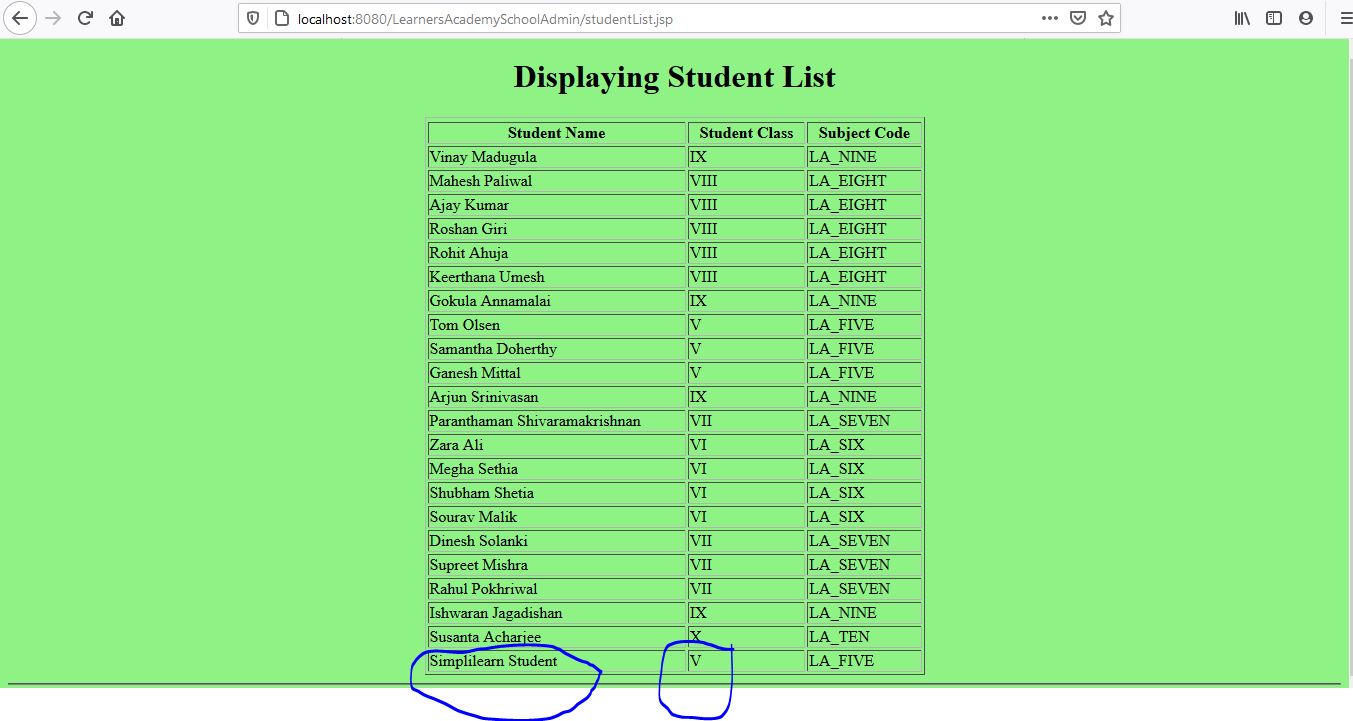 localhost:8080/LearnersAcademySchoolAdmin/studentList.jsp
Displaying Student List
Student Name Student Class Subject Code
Vinay Madugula IX LA_NINE
Mahesh Paliwal VIII LA_EIGHT
Ajay Kumar VIII LA_EIGHT
Roshan Giri VIII LA_EIGHT
Rohit Ahuja VIII LA_EIGHT
Keerthana Umesh VIII LA_EIGHT
Gokula Annamalai IX LA_NINE
Tom Olsen V LA_FIVE
Samantha Doherthy V LA_FIVE
Ganesh Mittal V LA_FIVE
Arjun Srinivasan IX LA_NINE
Paranthaman Shivaramakrishnan VII LA_SEVEN
Zara Ali VI LA_SIX
Megha Sethia VI LA_SIX
Shubham Shetia VI LA_SIX
Sourav Malik VI LA_SIX
Dinesh Solanki VII LA_SEVEN
Supreet Mishra VII LA_SEVEN
Rahul Pokhriwal VII LA_SEVEN
Ishwaran Jagadishan IX LA_NINE
Susanta Acharjee X LA_TEN
Simplilearn Student V LA_FIVE